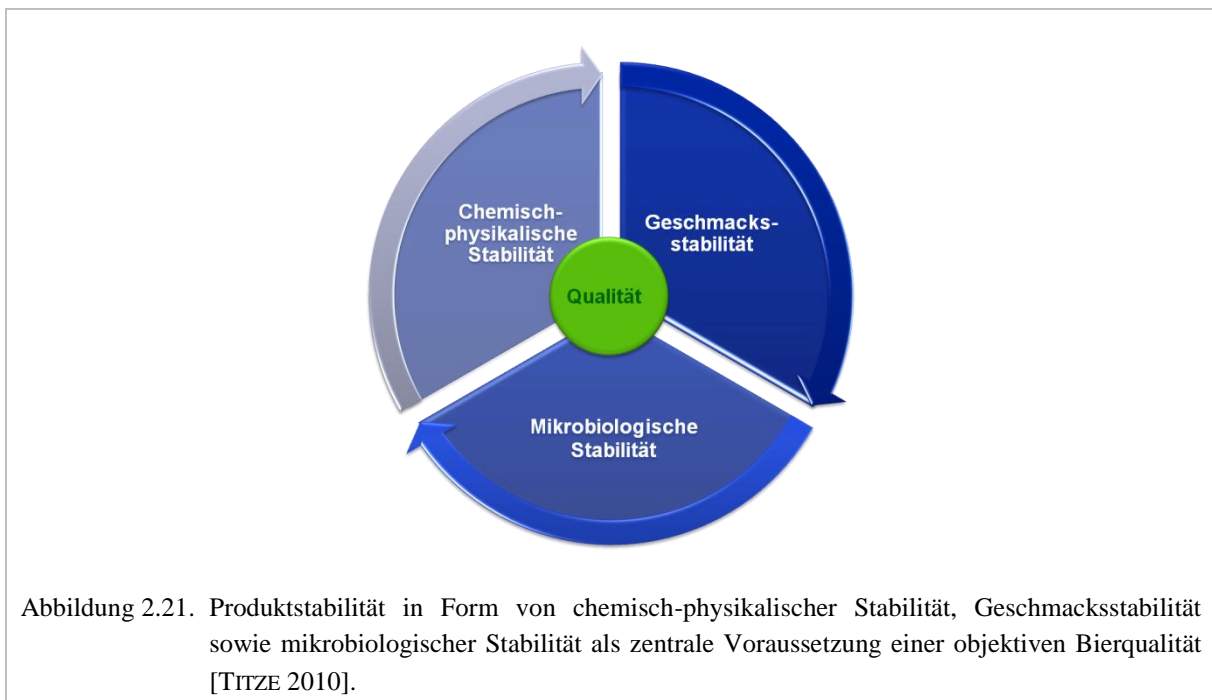 Chemisch-
physikalische
Stabilität
Geschmacks-
stabilität
Qualität
Mikrobiologische
Stabilität
Abbildung 2.21. Produktstabilität in Form von chemisch-physikalischer Stabilität, Geschmacksstabilität
sowie mikrobiologischer Stabilität als zentrale Voraussetzung einer objektiven Bierqualität
[TITZE 2010].